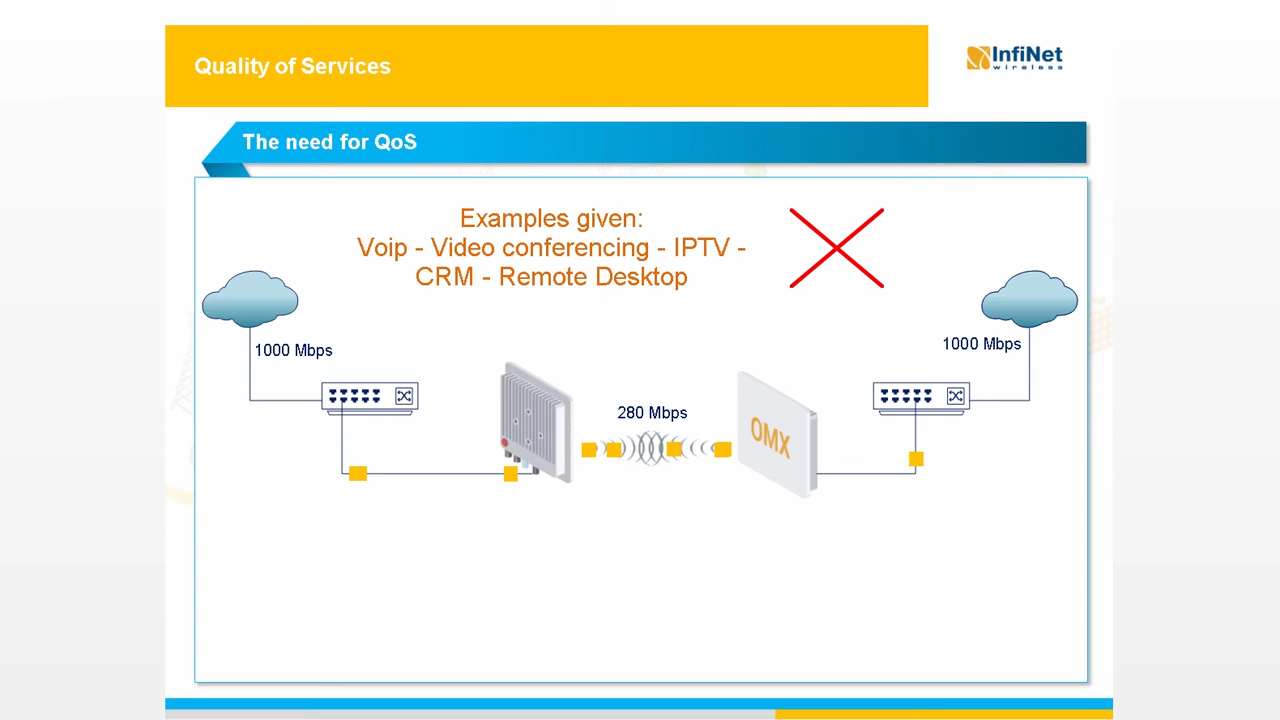 Quality of Services
InfiNet
wireless
The need for QoS
Examples given:
Voip - Video conferencing - IPTV -
CRM - Remote Desktop
1000 Mbps
1000 Mbps
280 Mbps
OMX